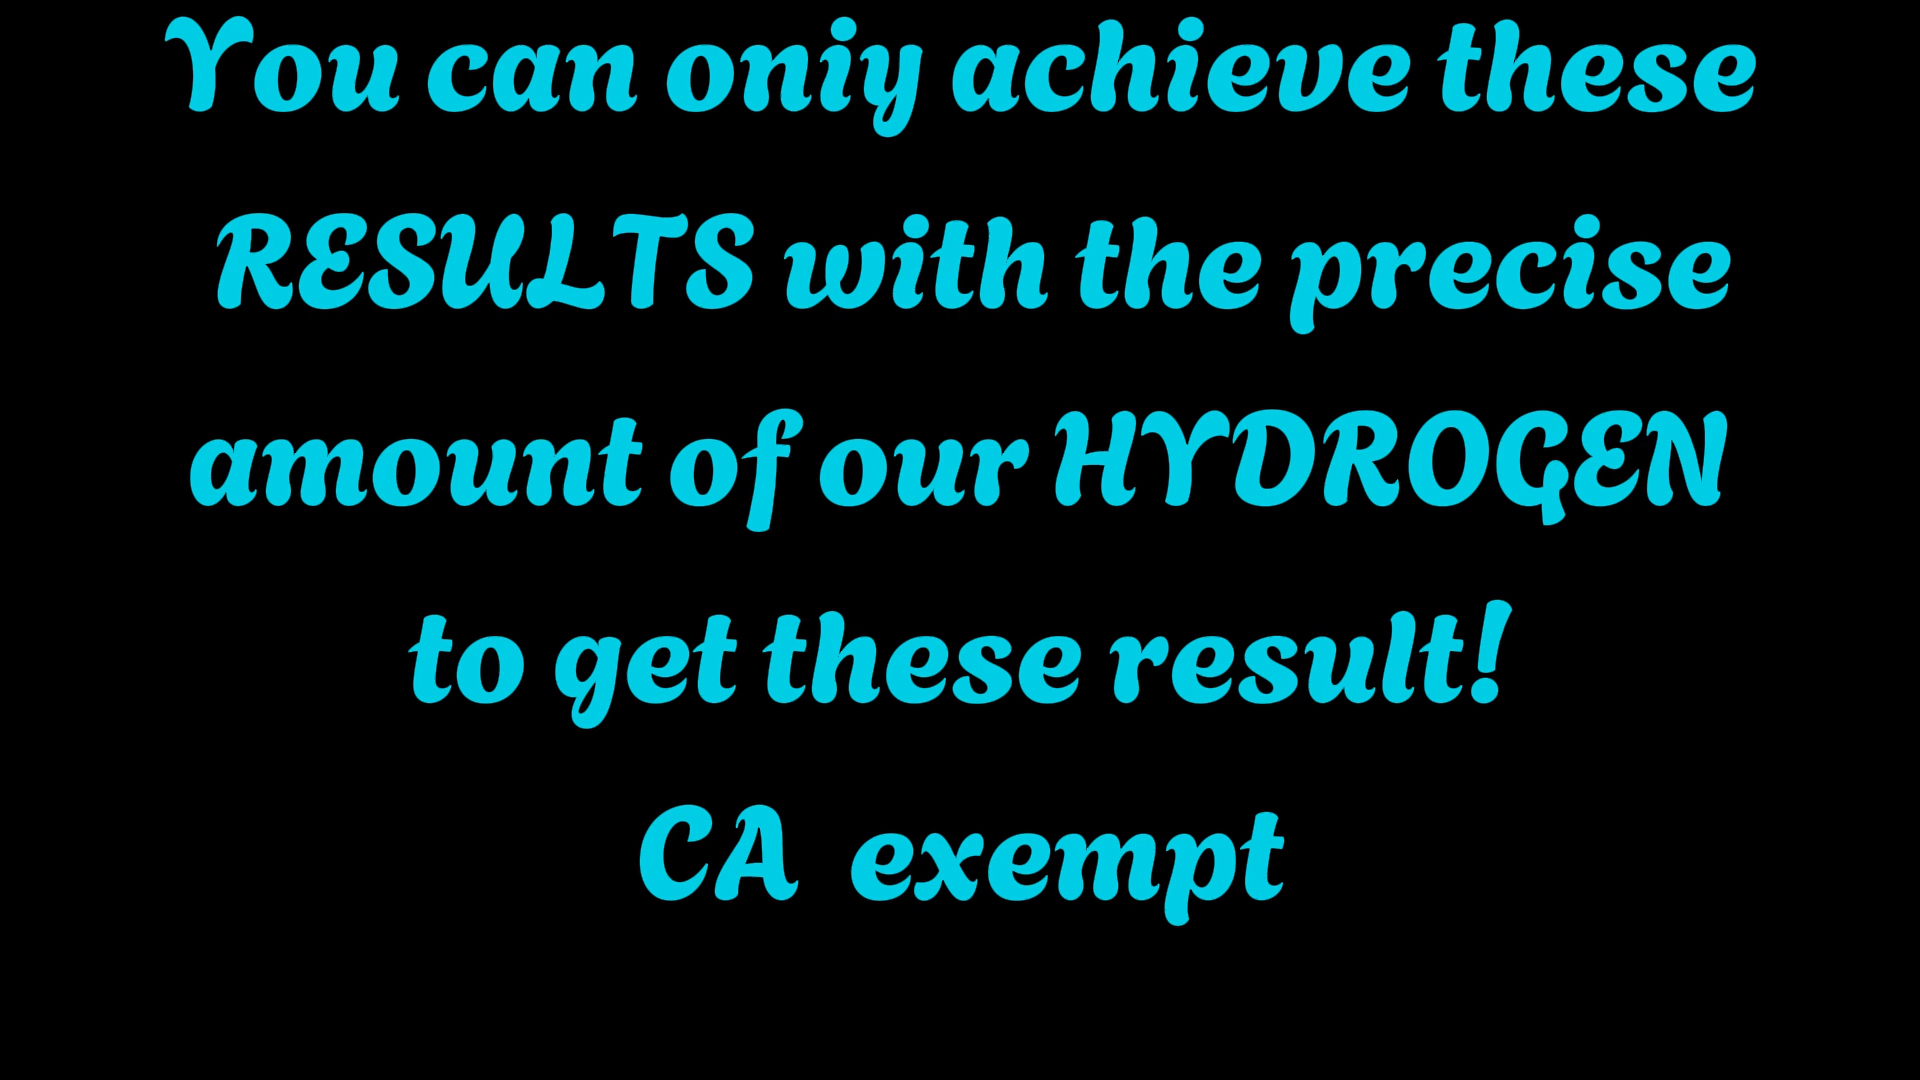 You can oniy achieve these
RESULTS with the precise
amount of our HYDROGEN
to get these result!
CA exempt